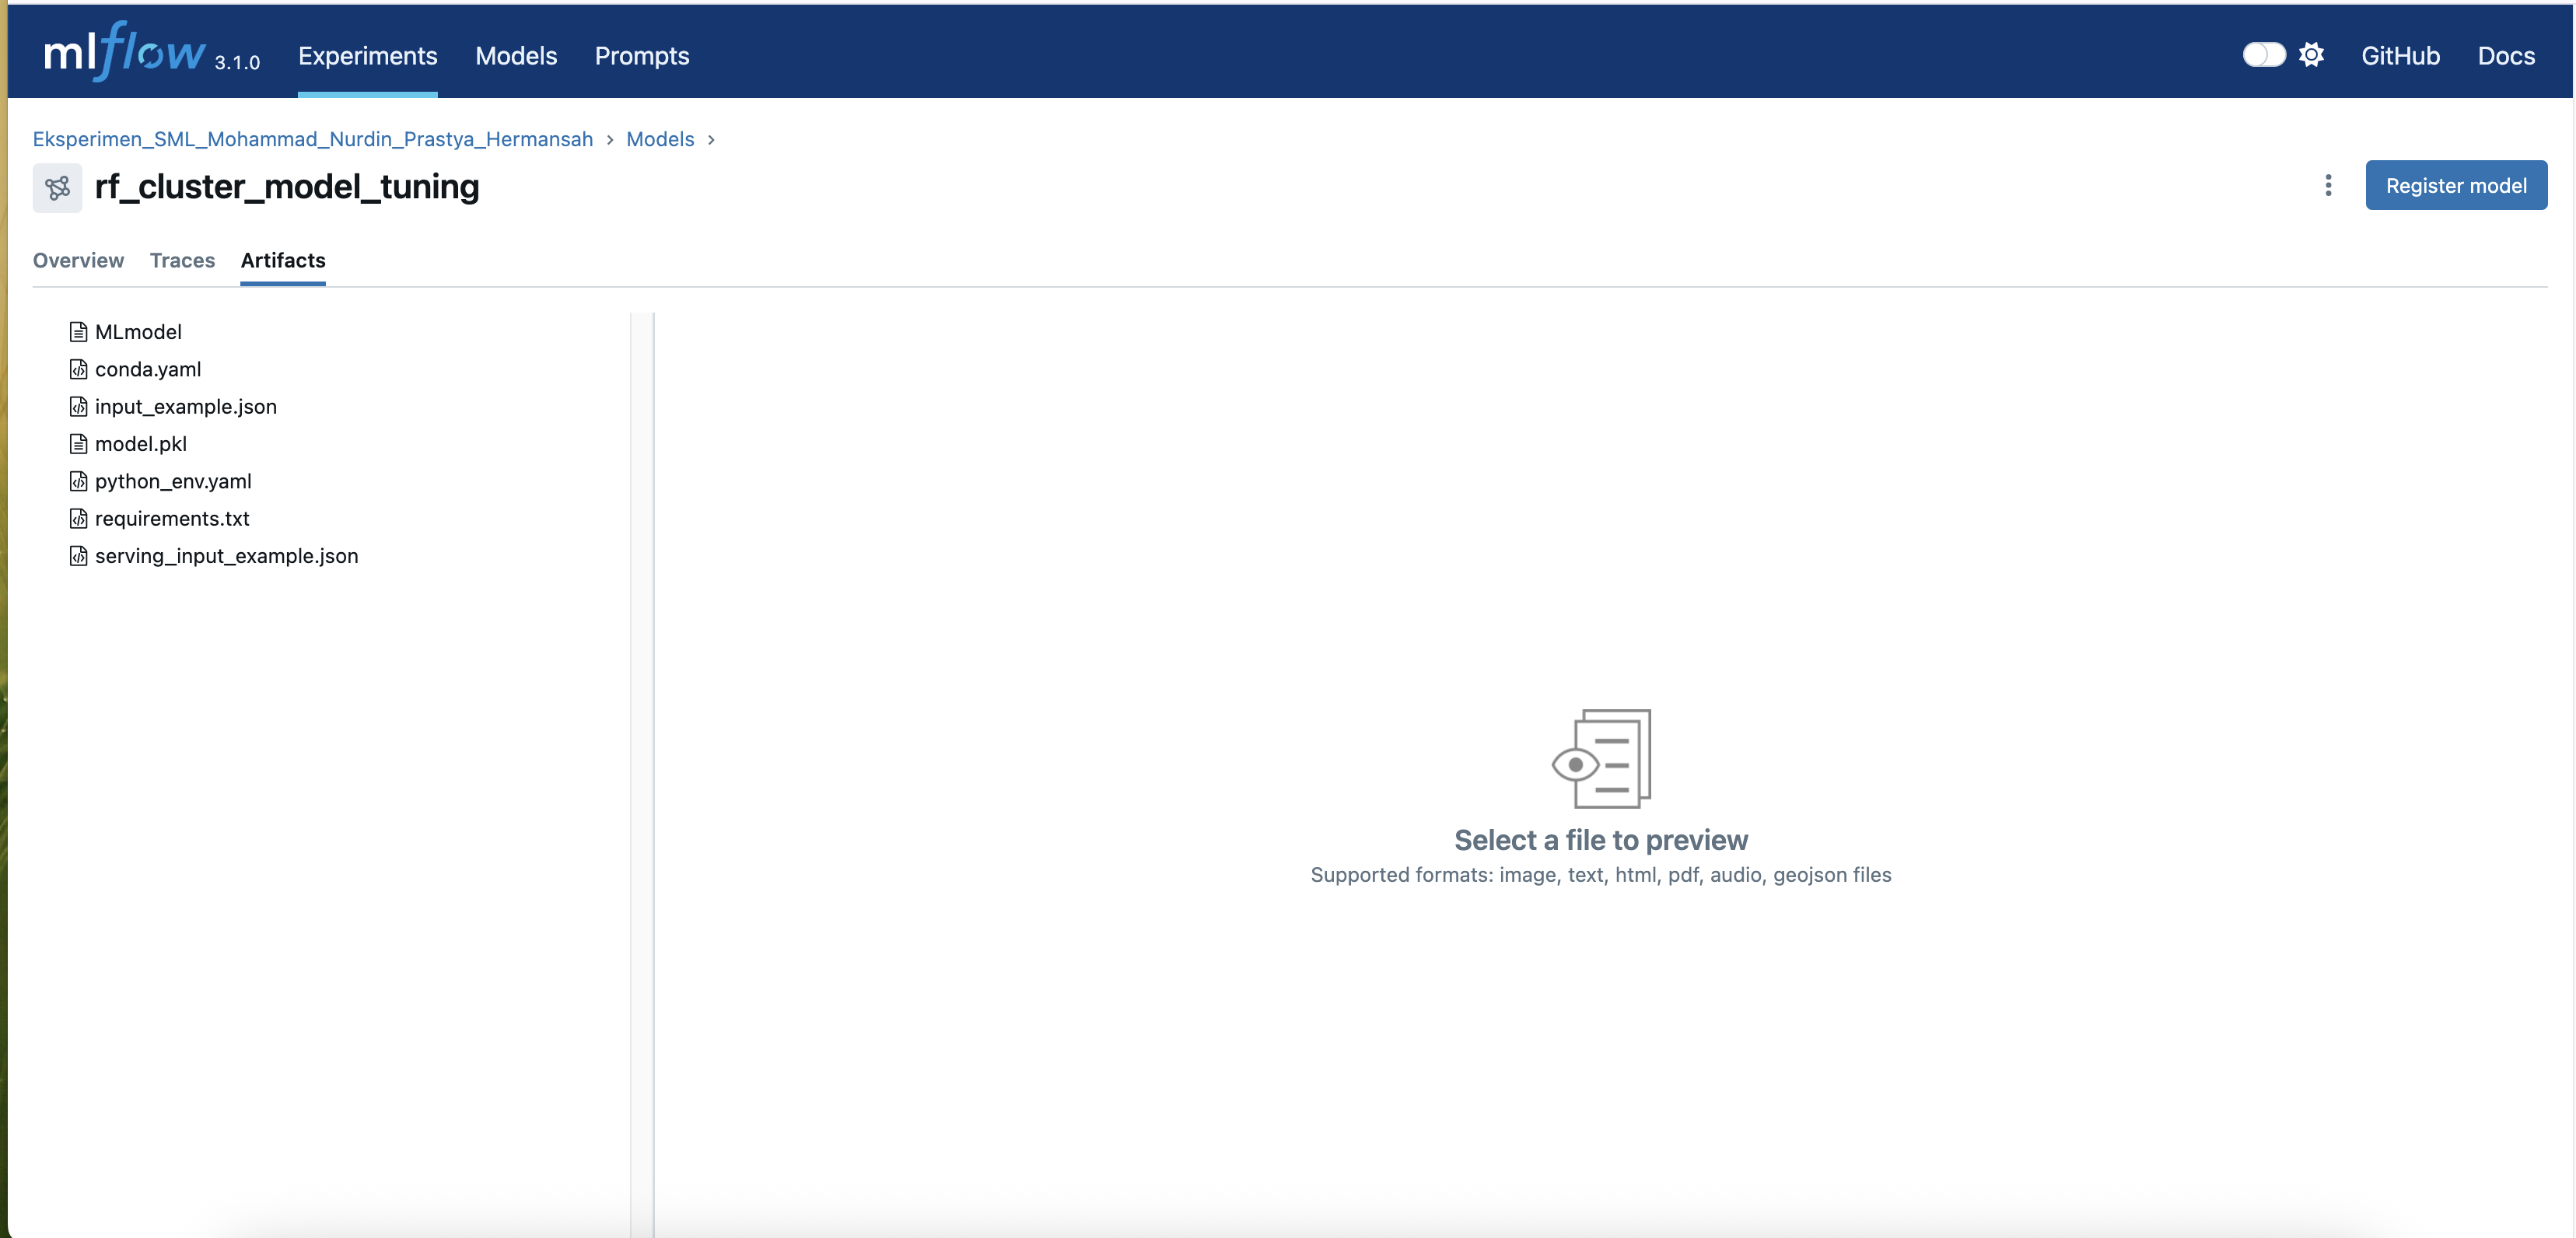 mlflow 3.1.0 Experiments Models Prompts GitHub Docs
Eksperimen_SML_Mohammad_Nurdin_Prastya_Hermansah > Models >
rf_cluster_model_tuning
Register model
Overview Traces Artifacts
MLmodel
conda.yaml
input_example.json
model.pkl
python_env.yaml
requirements.txt
serving_input_example.json
Select a file to preview
Supported formats: image, text, html, pdf, audio, geojson files